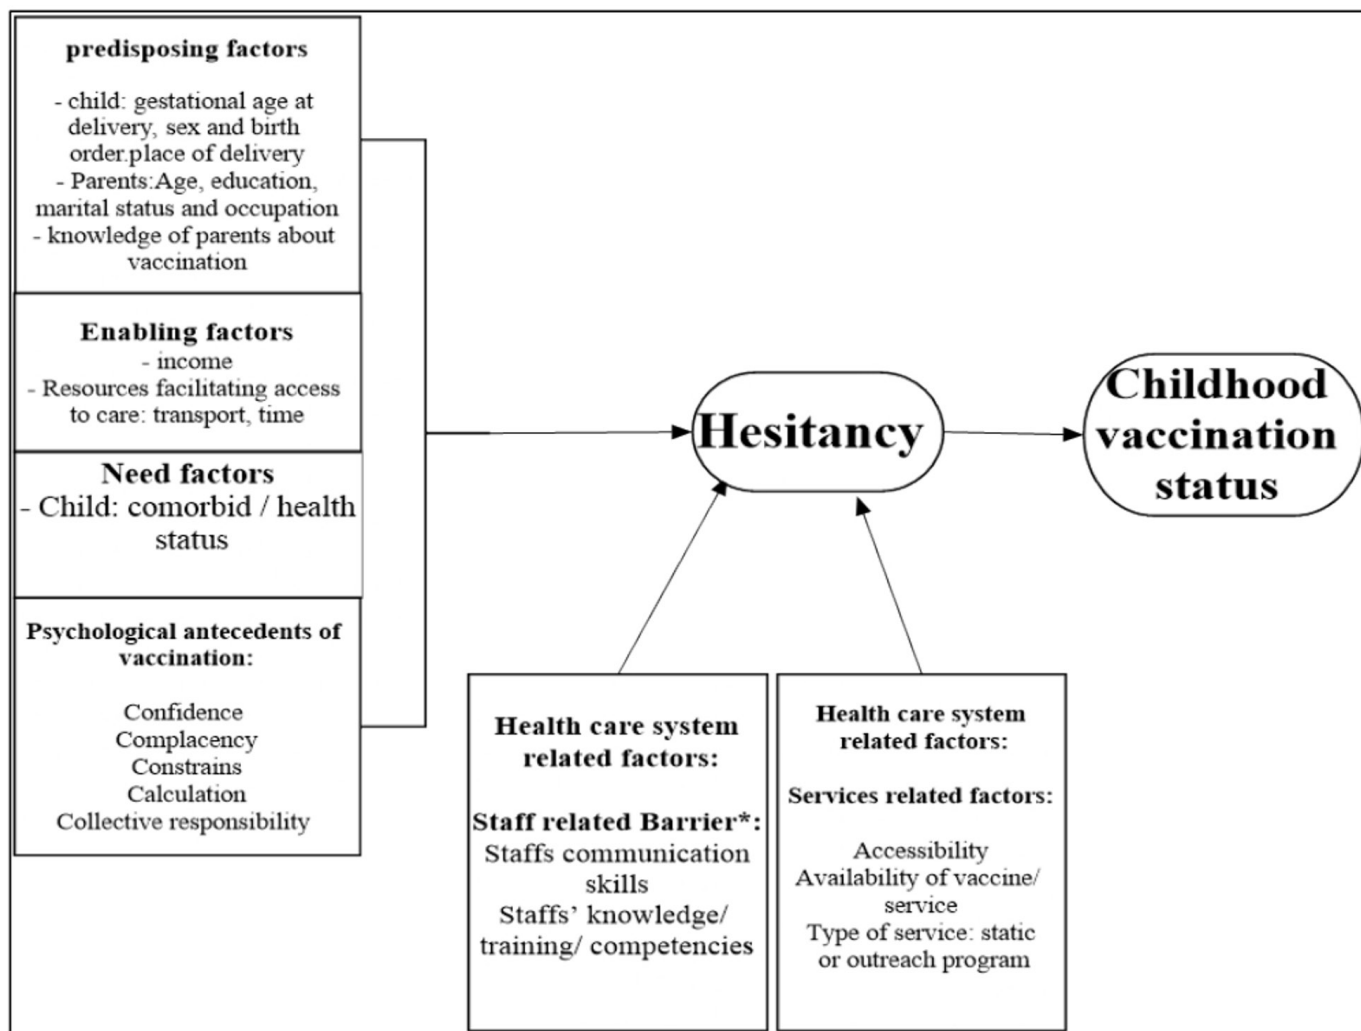 predisposing factors
- child: gestational age at
delivery, sex and birth
order.place of delivery
- Parents:Age, education,
marital status and occupation
- knowledge of parents about
vaccination
Enabling factors
- income
- Resources facilitating access
to care: transport, time
Need factors
- Child: comorbid / health
status
Psychological antecedents of
vaccination:
Confidence
Complacency
Constrains
Calculation
Collective responsibility
Hesitancy
Childhood
vaccination
status
Health care system
related factors:
Staff related Barrier*:
Staffs communication
skills
Staffs’ knowledge/
training/ competencies
Health care system
related factors:
Services related factors:
Accessibility
Availability of vaccine/
service
Type of service: static
or outreach program